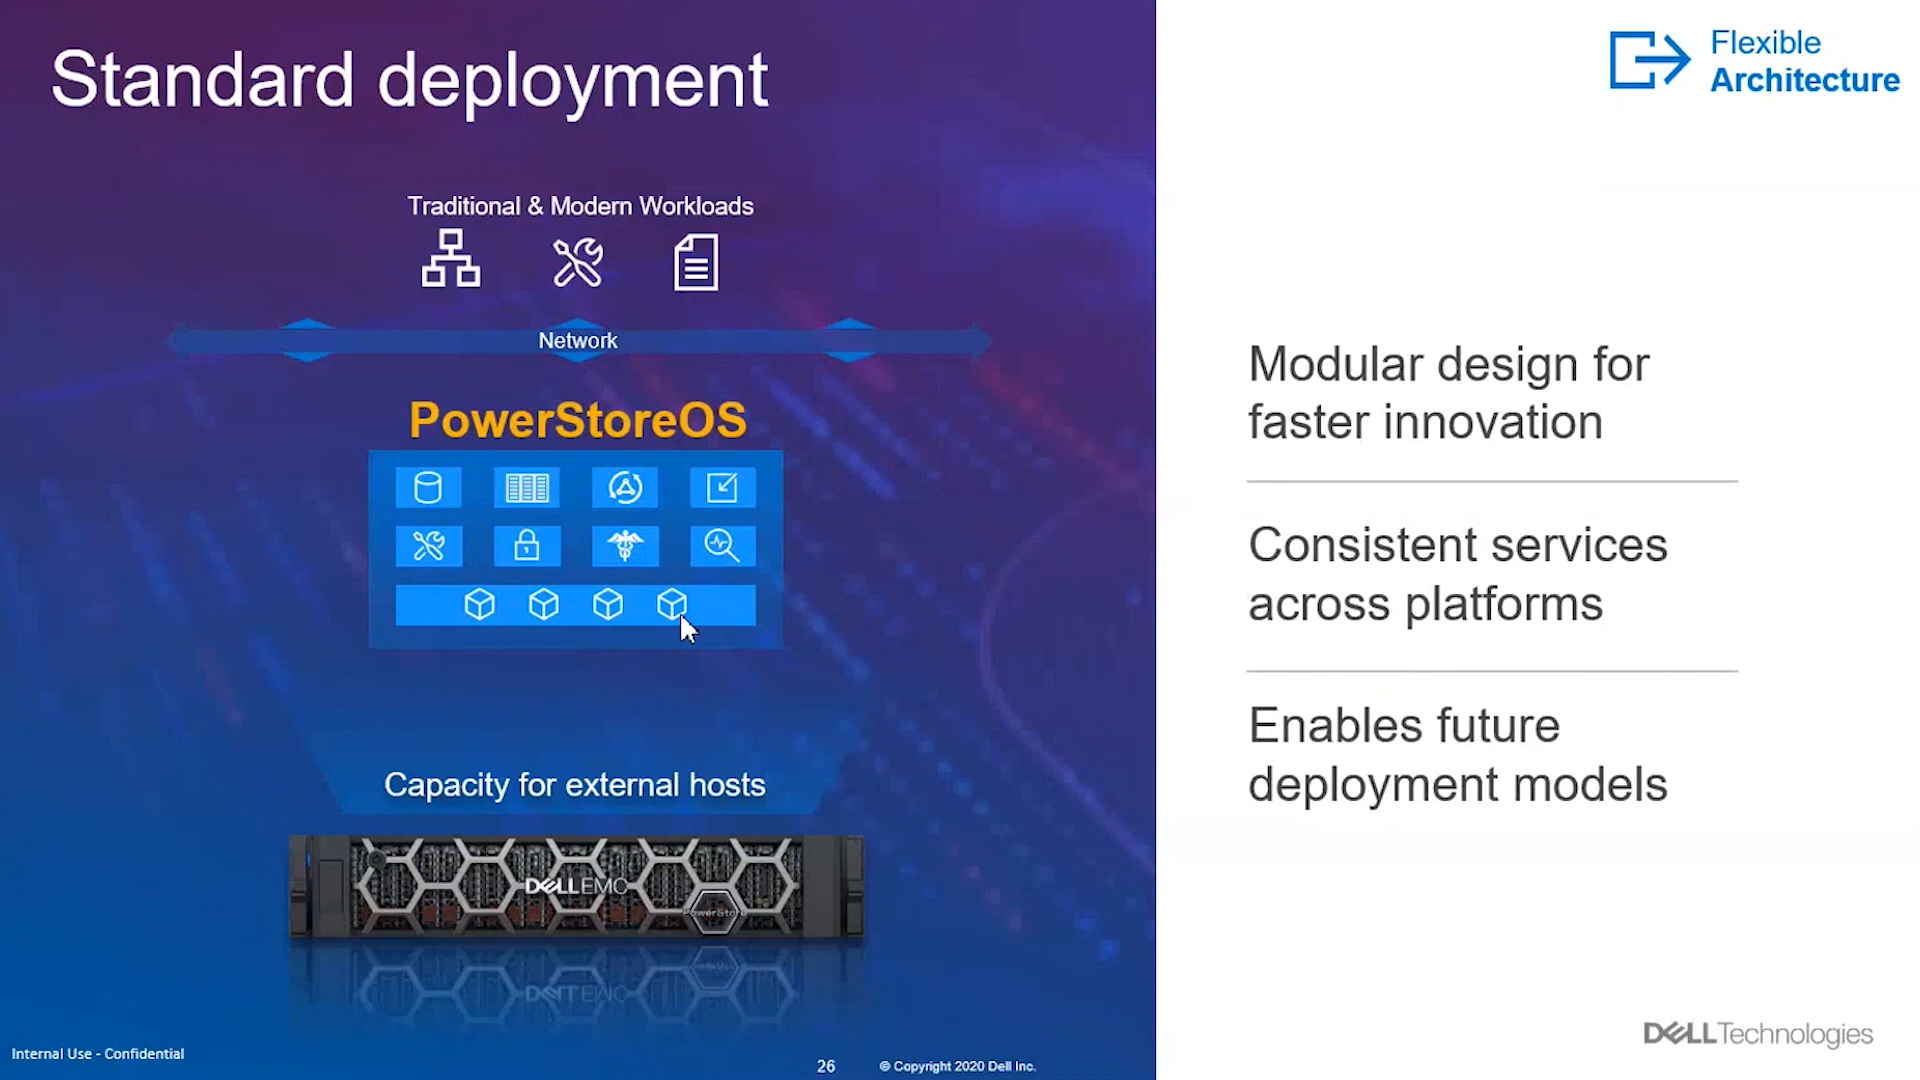 Standard deployment
Flexible
Architecture
Traditional & Modern Workloads
Network
PowerStoreOS
Modular design for
faster innovation
Consistent services
across platforms
Enables future
deployment models
Capacity for external hosts
DELLEMC
PowerStore
DELLTechnologies
Internal Use - Confidential
26
© Copyright 2020 Dell Inc.